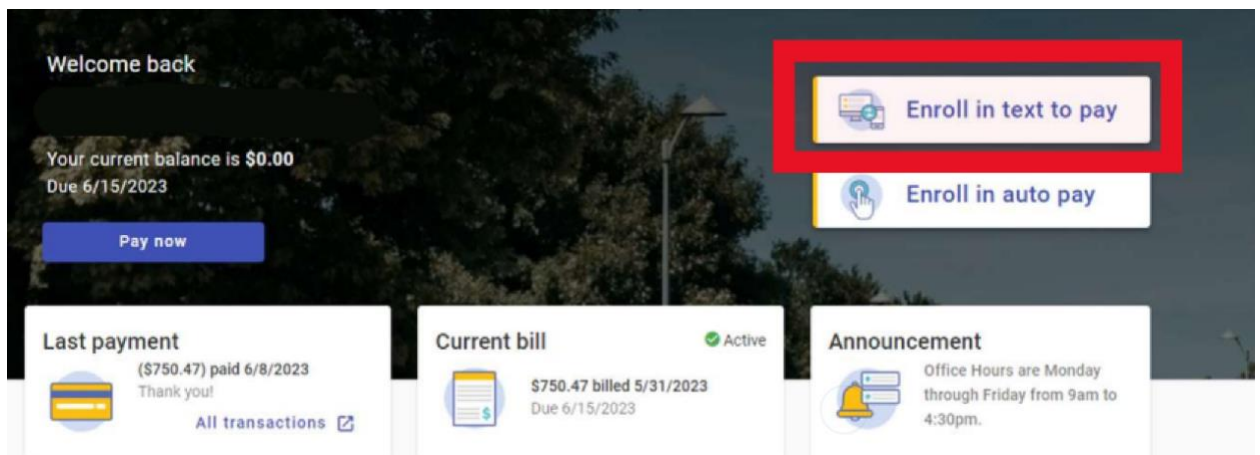 Welcome back
Your current balance is $0.00
Due 6/15/2023
Pay now
Enroll in text to pay
Enroll in auto pay
Last payment
($750.47) paid 6/8/2023
Thank you!
All transactions
Current bill
Active
$750.47 billed 5/31/2023
Due 6/15/2023
Announcement
Office Hours are Monday
through Friday from 9am to
4:30pm.